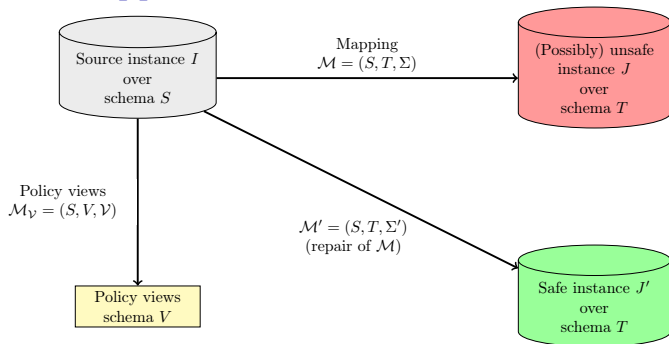 Source instance I
over
schema S
Mapping
M = (S, T, Σ)
(Possibly) unsafe
instance J
over
schema T
Policy views
M_V = (S, V, V)
M′ = (S, T, Σ′)
(repair of M)
Policy views
schema V
Safe instance J′
over
schema T